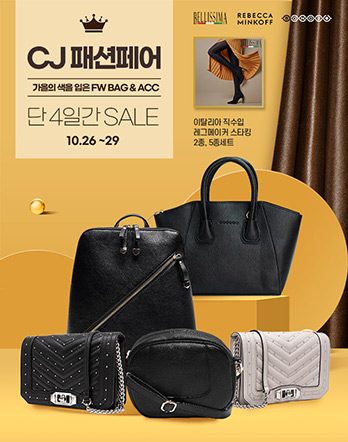 CJ 패션페어
가을의 색을 입은 FW BAG & ACC
단 4일간 SALE
10.26 ~29
BELLISSIMA
REBECCA
MINKOFF
이탈리아 직수입
레그메이커 스타킹
2종, 5종세트